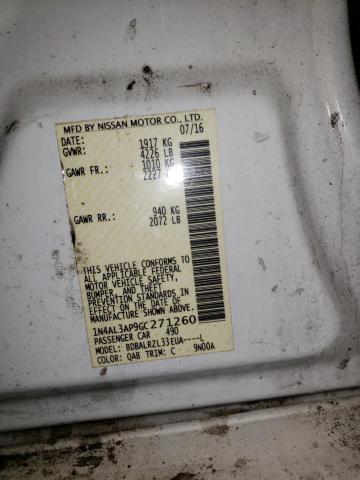 MFD BY NISSAN MOTOR CO., LTD.
DATE: 07/16
GVWR: 1917 KG
4226 LB
GAWR FR.: 1010 KG
2227
GAWR RR.: 940 KG
2072 LB
THIS VEHICLE CONFORMS TO
ALL APPLICABLE FEDERAL
MOTOR VEHICLE SAFETY,
BUMPER, AND THEFT
PREVENTION STANDARDS IN
EFFECT ON THE DATE OF
MANUFACTURE SHOWN ABOVE.
1N4AL3AP9GC271260
PASSENGER CAR 490
MODEL: BDBALRZL33EUA----L
COLOR: QAB TRIM: C 9N00A